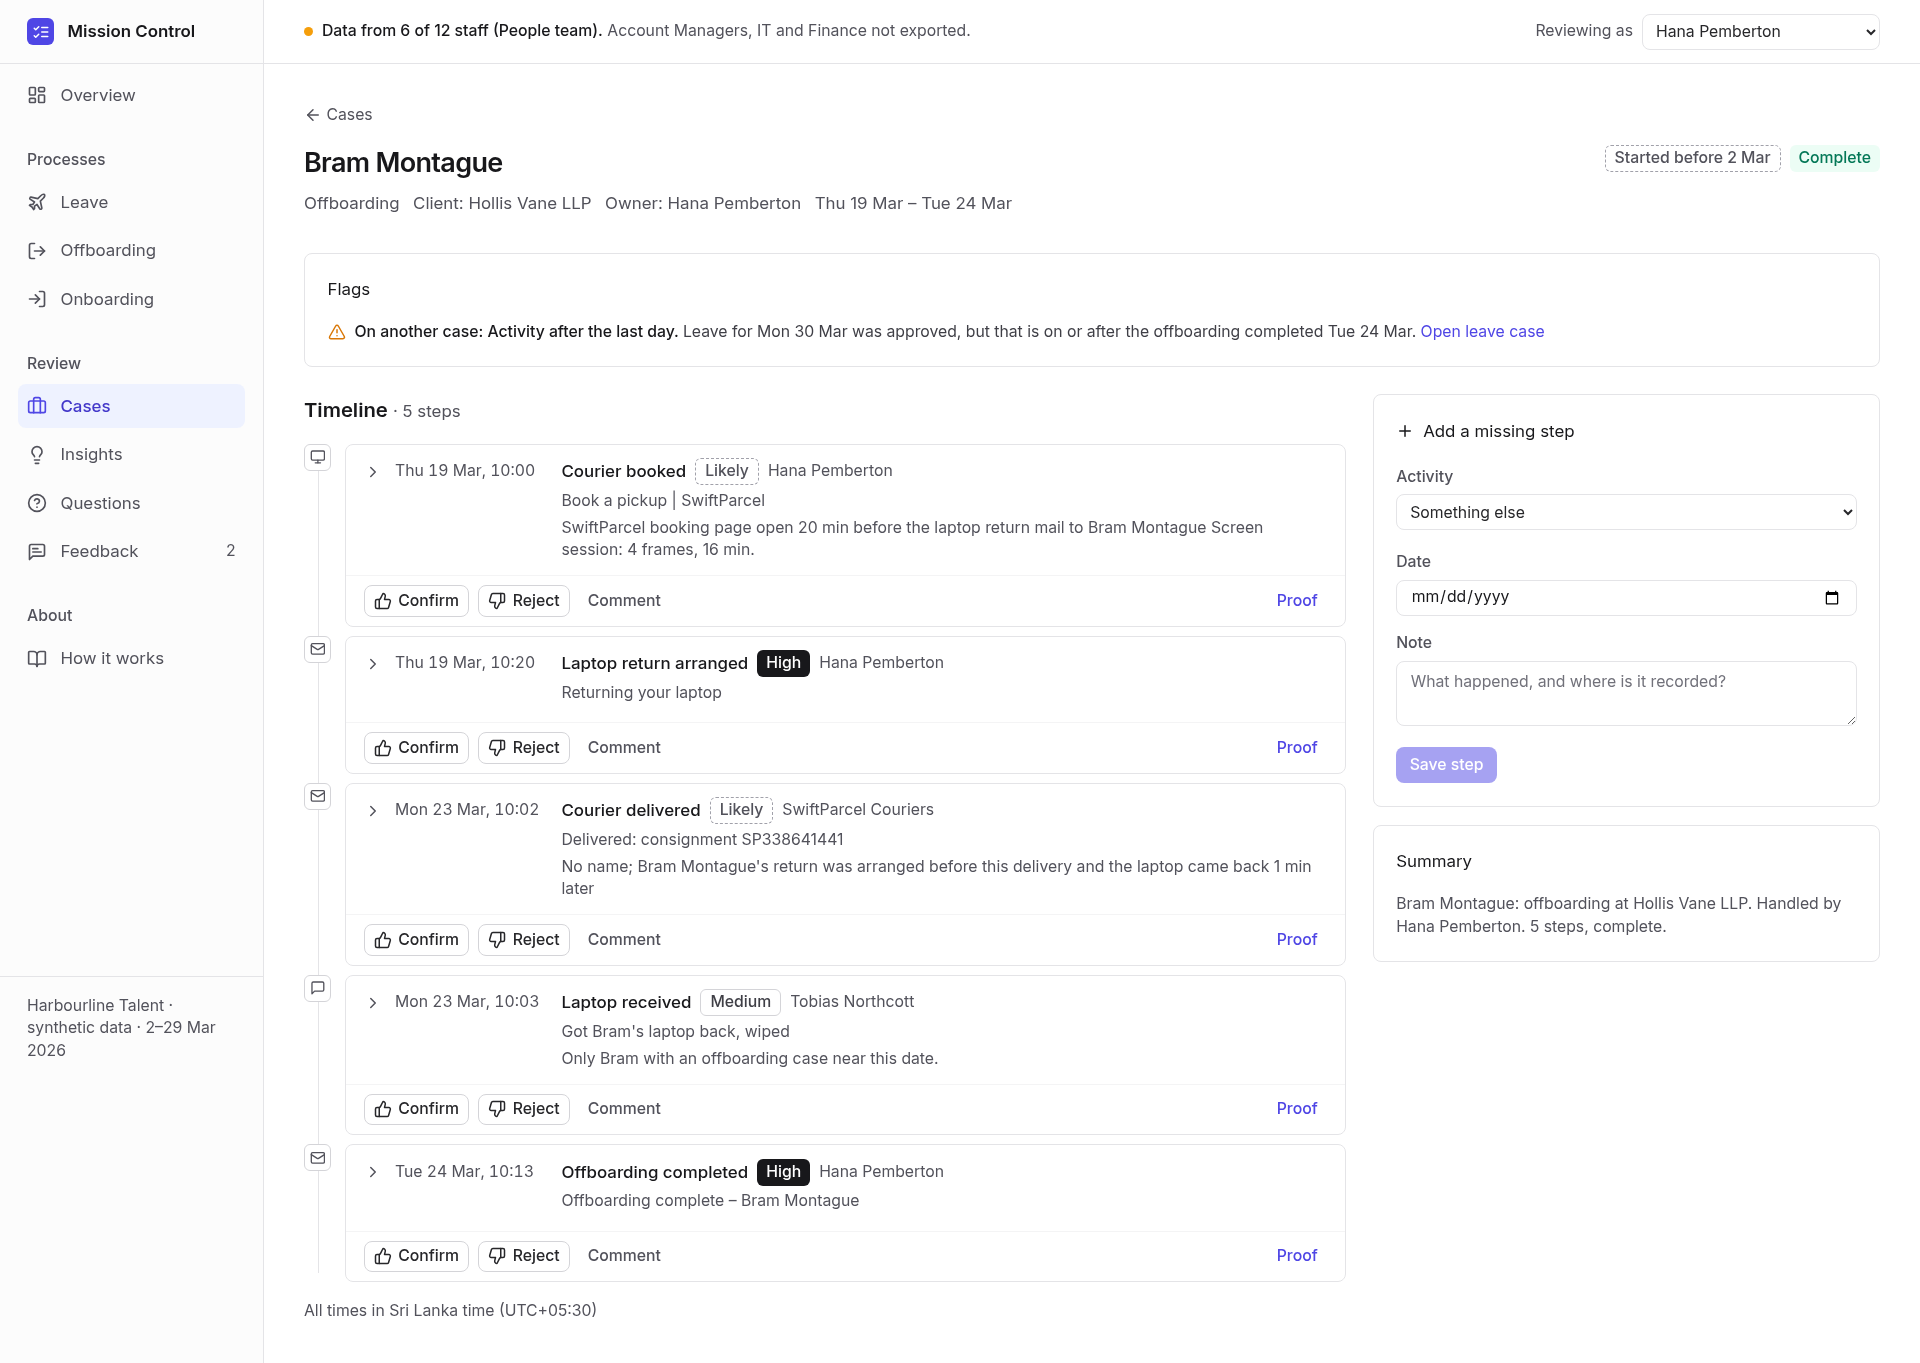 Mission Control
Data from 6 of 12 staff (People team). Account Managers, IT and Finance not exported.
Reviewing as
Hana Pemberton
Overview
Processes
Leave
Offboarding
Onboarding
Review
Cases
Insights
Questions
Feedback 2
About
How it works
Harbourline Talent ·
synthetic data · 2–29 Mar
2026
Cases
Bram Montague
Started before 2 Mar
Complete
Offboarding Client: Hollis Vane LLP Owner: Hana Pemberton Thu 19 Mar – Tue 24 Mar
Flags
On another case: Activity after the last day. Leave for Mon 30 Mar was approved, but that is on or after the offboarding completed Tue 24 Mar. Open leave case
Timeline · 5 steps
Thu 19 Mar, 10:00 Courier booked Likely Hana Pemberton
Book a pickup | SwiftParcel
SwiftParcel booking page open 20 min before the laptop return mail to Bram Montague Screen
session: 4 frames, 16 min.
Confirm Reject Comment Proof
Thu 19 Mar, 10:20 Laptop return arranged High Hana Pemberton
Returning your laptop
Confirm Reject Comment Proof
Mon 23 Mar, 10:02 Courier delivered Likely SwiftParcel Couriers
Delivered: consignment SP338641441
No name; Bram Montague's return was arranged before this delivery and the laptop came back 1 min
later
Confirm Reject Comment Proof
Mon 23 Mar, 10:03 Laptop received Medium Tobias Northcott
Got Bram's laptop back, wiped
Only Bram with an offboarding case near this date.
Confirm Reject Comment Proof
Tue 24 Mar, 10:13 Offboarding completed High Hana Pemberton
Offboarding complete – Bram Montague
Confirm Reject Comment Proof
All times in Sri Lanka time (UTC+05:30)
Add a missing step
Activity
Something else
Date
mm/dd/yyyy
Note
What happened, and where is it recorded?
Save step
Summary
Bram Montague: offboarding at Hollis Vane LLP. Handled by
Hana Pemberton. 5 steps, complete.